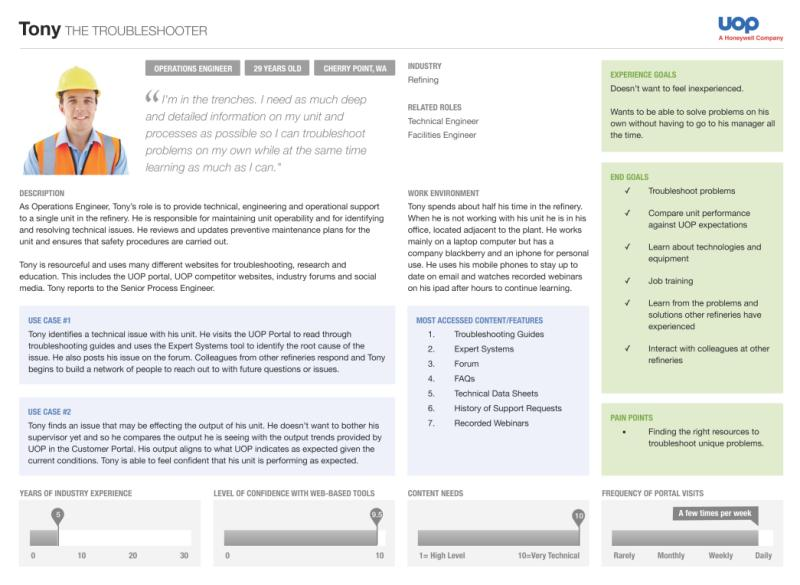 Tony THE TROUBLESHOOTER
uop
A Honeywell Company
OPERATIONS ENGINEER
29 YEARS OLD
CHERRY POINT, WA
“I'm in the trenches. I need as much deep
and detailed information on my unit and
processes as possible so I can troubleshoot
problems on my own while at the same time
learning as much as I can."
INDUSTRY
Refining
RELATED ROLES
Technical Engineer
Facilities Engineer
EXPERIENCE GOALS
Doesn't want to feel inexperienced.
Wants to be able to solve problems on his
own without having to go to his manager all
the time.
DESCRIPTION
As Operations Engineer, Tony's role is to provide technical, engineering and operational support
to a single unit in the refinery. He is responsible for maintaining unit operability and for identifying
and resolving technical issues. He reviews and updates preventive maintenance plans for the
unit and ensures that safety procedures are carried out.
Tony is resourceful and uses many different websites for troubleshooting, research and
education. This includes the UOP portal, UOP competitor websites, industry forums and social
media. Tony reports to the Senior Process Engineer.
WORK ENVIRONMENT
Tony spends about half his time in the refinery.
When he is not working with his unit he is in his
office, located adjacent to the plant. He works
mainly on a laptop computer but has a
company blackberry and an iphone for personal
use. He uses his mobile phones to stay up to
date on email and watches recorded webinars
on his ipad after hours to continue learning.
END GOALS
✓ Troubleshoot problems
✓ Compare unit performance
against UOP expectations
✓ Learn about technologies and
equipment
✓ Job training
✓ Learn from the problems and
solutions other refineries have
experienced
✓ Interact with colleagues at other
refineries
USE CASE #1
Tony identifies a technical issue with his unit. He visits the UOP Portal to read through
troubleshooting guides and uses the Expert Systems tool to identify the root cause of the
issue. He also posts his issue on the forum. Colleagues from other refineries respond and Tony
begins to build a network of people to reach out to with future questions or issues.
USE CASE #2
Tony finds an issue that may be effecting the output of his unit. He doesn't want to bother his
supervisor yet and so he compares the output he is seeing with the output trends provided by
UOP in the Customer Portal. His output aligns to what UOP indicates as expected given the
current conditions. Tony is able to feel confident that his unit is performing as expected.
MOST ACCESSED CONTENT/FEATURES
1. Troubleshooting Guides
2. Expert Systems
3. Forum
4. FAQs
5. Technical Data Sheets
6. History of Support Requests
7. Recorded Webinars
PAIN POINTS
• Finding the right resources to
troubleshoot unique problems.
YEARS OF INDUSTRY EXPERIENCE
5
0 10 20 30
LEVEL OF CONFIDENCE WITH WEB-BASED TOOLS
9.5
0 10
CONTENT NEEDS
10
1= High Level 10=Very Technical
FREQUENCY OF PORTAL VISITS
A few times per week
Rarely Monthly Weekly Daily